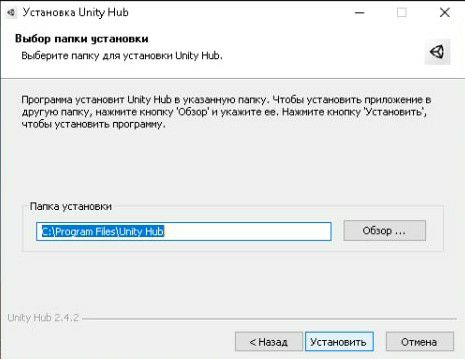 Установка Unity Hub
Выбор папки установки
Выберите папку для установки Unity Hub.
Программа установит Unity Hub в указанную папку. Чтобы установить приложение в
другую папку, нажмите кнопку 'Обзор' и укажите ее. Нажмите кнопку 'Установить',
чтобы установить программу.
Папка установки
C:\Program Files\Unity Hub
Обзор ...
Unity Hub 2.4.2
< Назад
Установить
Отмена